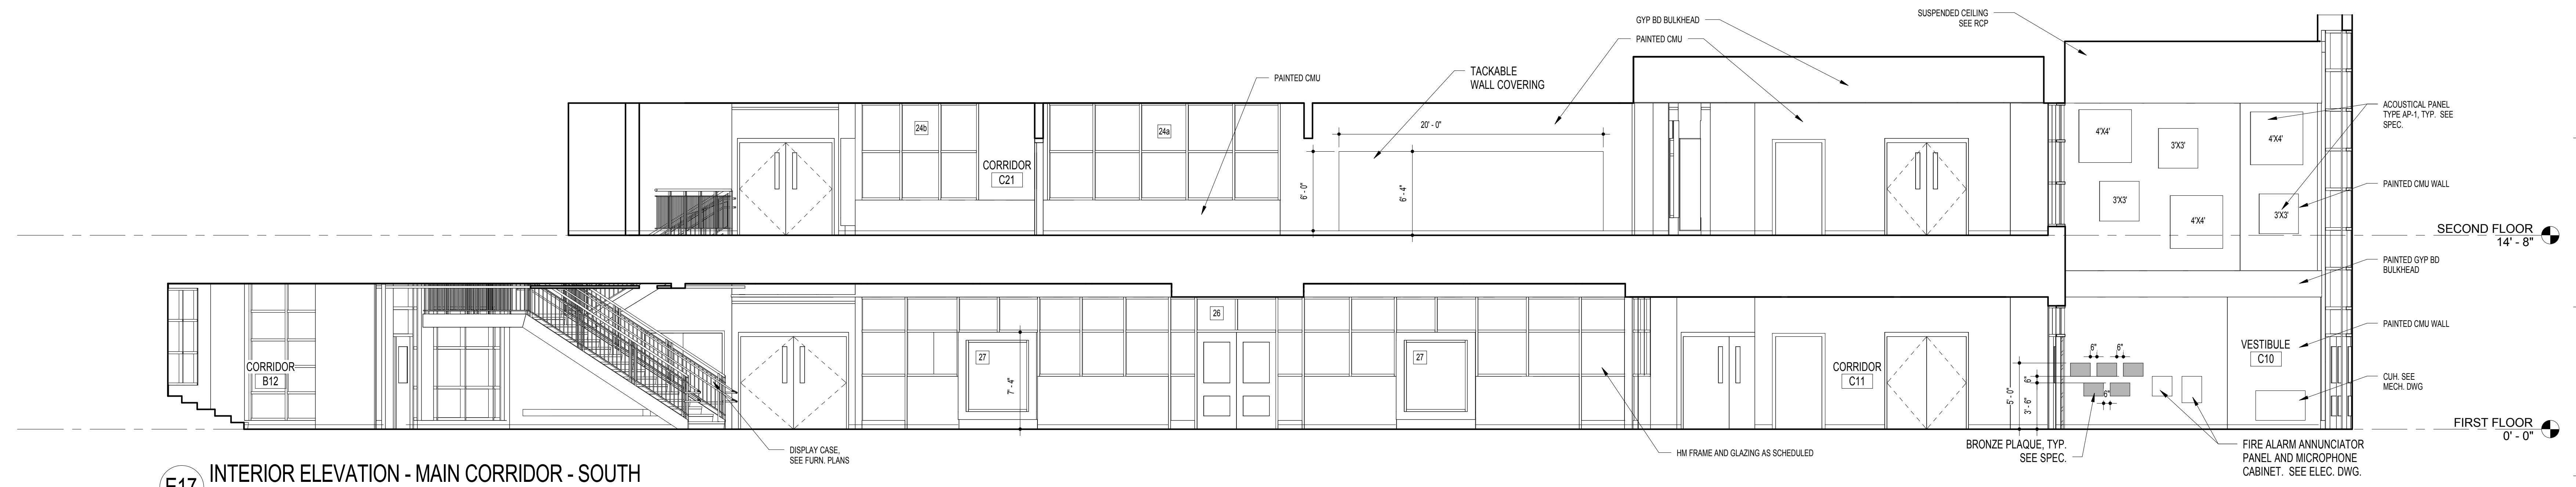 SUSPENDED CEILING
SEE RCP
GYP BD BULKHEAD
PAINTED CMU
TACKABLE
WALL COVERING
PAINTED CMU
ACOUSTICAL PANEL
TYPE AP-1, TYP.  SEE
SPEC.
24b
24a
20' - 0"
4'X4'
3'X3'
4'X4'
CORRIDOR
C21
6' - 0"
6' - 4"
PAINTED CMU WALL
3'X3'
4'X4'
3'X3'
SECOND FLOOR
14' - 8"
PAINTED GYP BD
BULKHEAD
26
PAINTED CMU WALL
CORRIDOR
B12
27
7' - 4"
27
CORRIDOR
C11
6"
6"
VESTIBULE
C10
5' - 0"
3' - 6"
6"
6"
CUH. SEE
MECH. DWG
FIRST FLOOR
0' - 0"
DISPLAY CASE,
SEE FURN. PLANS
HM FRAME AND GLAZING AS SCHEDULED
BRONZE PLAQUE, TYP.
SEE SPEC.
FIRE ALARM ANNUNCIATOR
PANEL AND MICROPHONE
CABINET.  SEE ELEC. DWG.
E17
INTERIOR ELEVATION - MAIN CORRIDOR - SOUTH